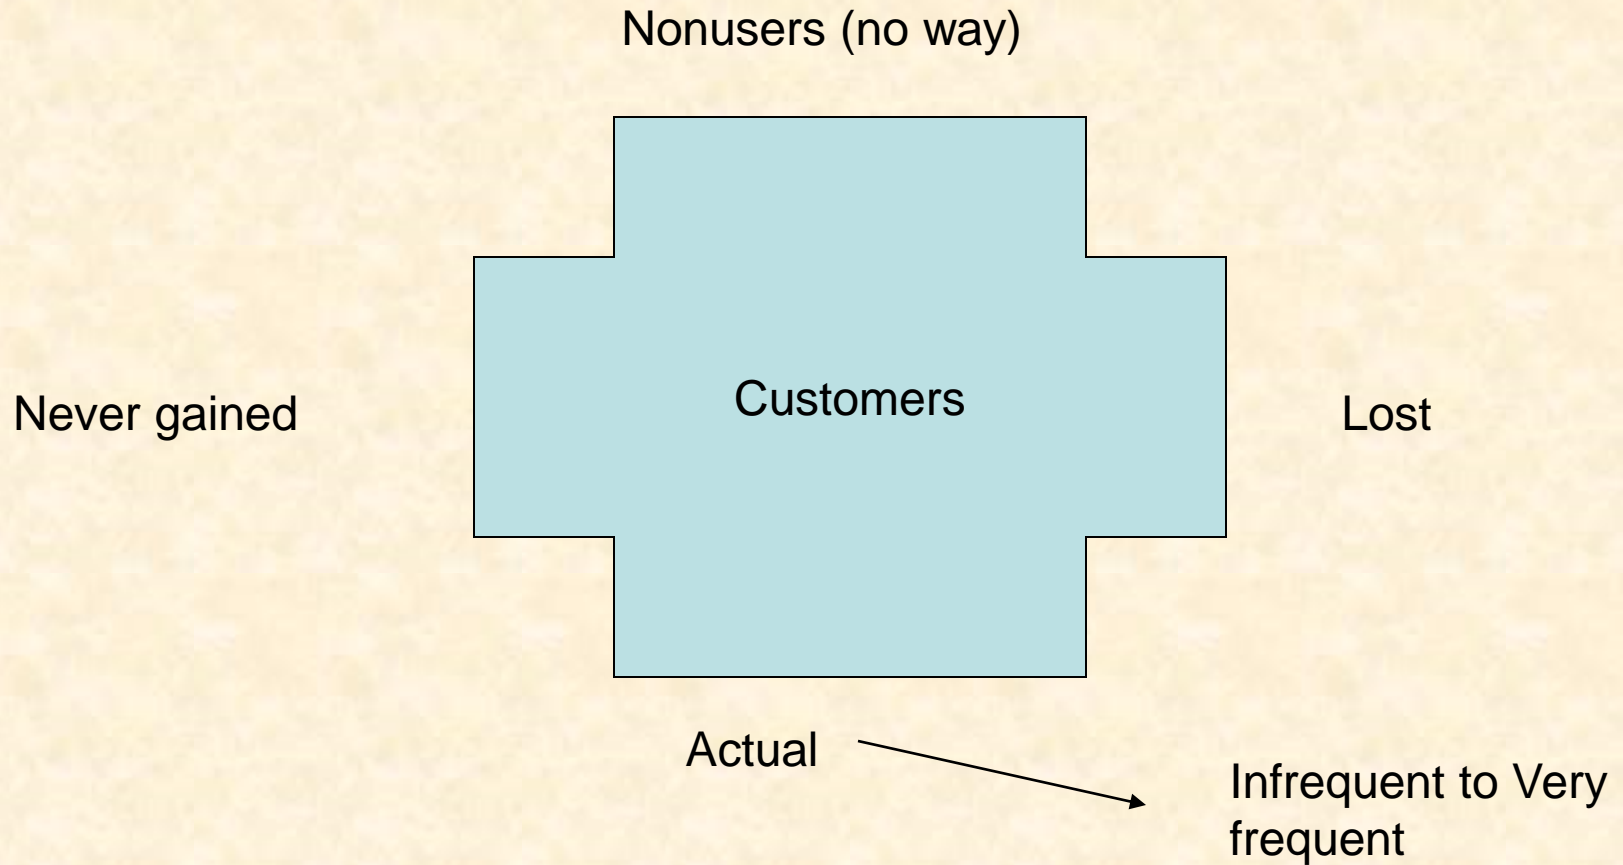 Nonusers (no way)
Never gained
Customers
Lost
Actual
Infrequent to Very
frequent